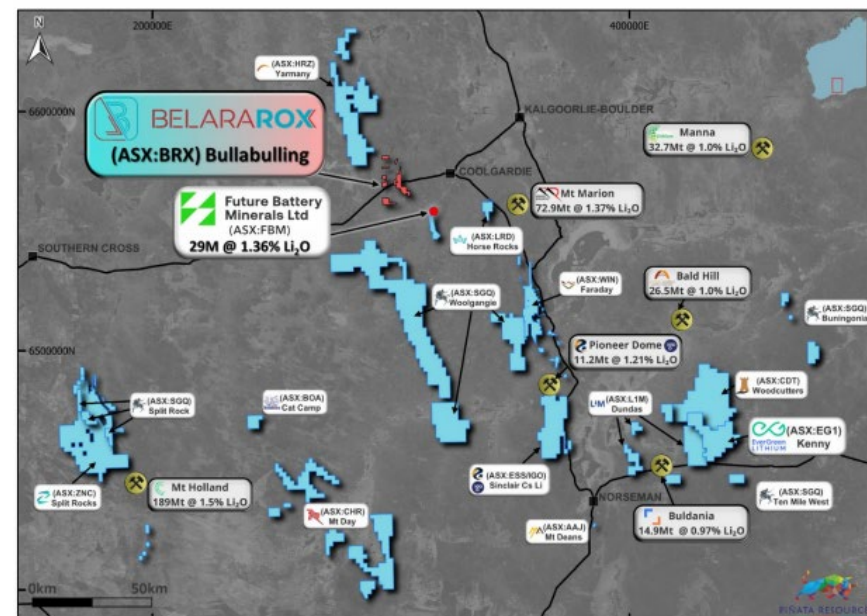 200000E
400000E
N
(ASX:HRZ)
Yarmany
6600000N
KALGOORLIE-BOULDER
BELARAROX
(ASX:BRX) Bullabulling
Manna
32.7Mt @ 1.0% Li₂O
COOLGARDIE
Future Battery
Minerals Ltd
(ASX:FBM)
29M @ 1.36% Li₂O
Mt Marion
72.9Mt @ 1.37% Li₂O
(ASX:LRD)
Horse Rocks
SOUTHERN CROSS
(ASX:WIN)
Faraday
Bald Hill
26.5Mt @ 1.0% Li₂O
(ASX:SGQ)
Woolgangie
(ASX:SGQ)
Buningonia
6500000N
Pioneer Dome
11.2Mt @ 1.21% Li₂O
(ASX:CDT)
Woodcutters
(ASX:SGQ)
Split Rock
(ASX:BOA)
Cat Camp
(ASX:L1M)
Dundas
(ASX:EG1)
Kenny
EverGreen
LITHIUM
(ASX:ESS/IGO)
Sinclair Cs Li
(ASX:ZNC)
Split Rocks
Mt Holland
189Mt @ 1.5% Li₂O
NORSEMAN
(ASX:SGQ)
Ten Mile West
(ASX:CHR)
Mt Day
(ASX:AAJ)
Mt Deans
Buldania
14.9Mt @ 0.97% Li₂O
0km
50km
PIÑATA RESOURC